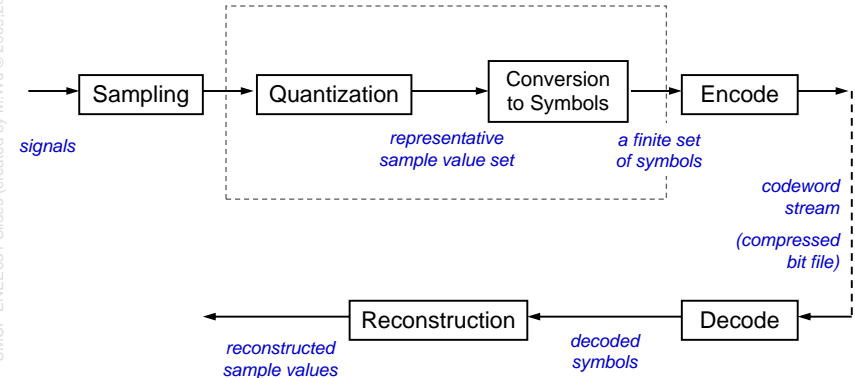 Sampling
Quantization
Conversion
to Symbols
Encode
signals
representative
sample value set
a finite set
of symbols
codeword
stream
(compressed
bit file)
Reconstruction
Decode
reconstructed
sample values
decoded
symbols